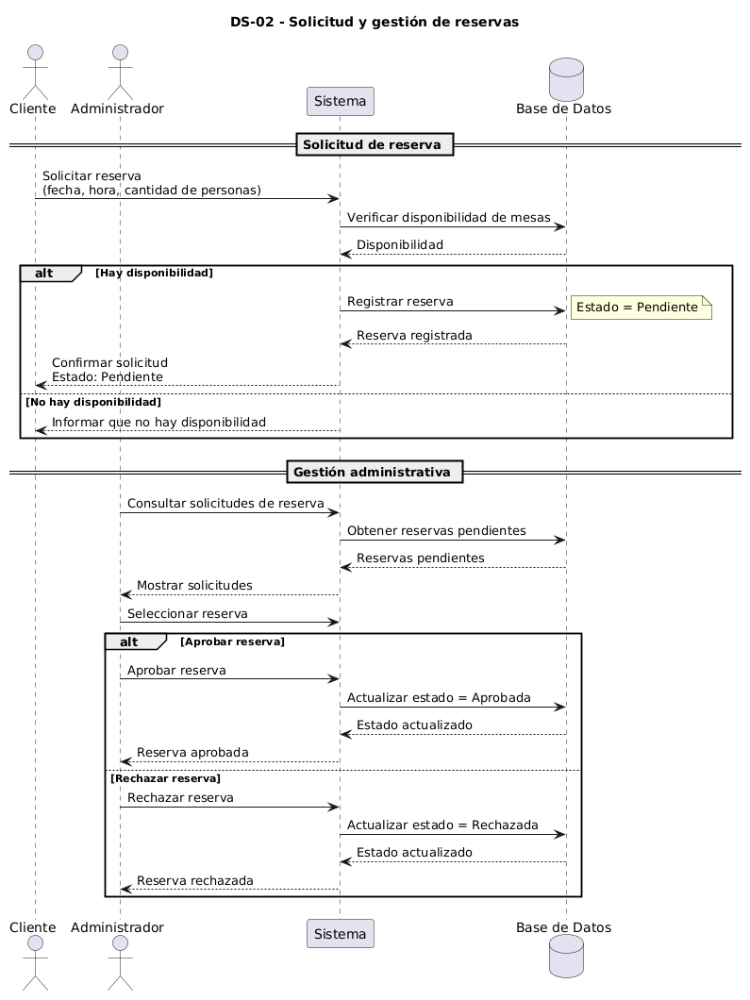 DS-02 - Solicitud y gestión de reservas
Cliente
Administrador
Sistema
Base de Datos
Solicitud de reserva
Solicitar reserva
(fecha, hora, cantidad de personas)
Verificar disponibilidad de mesas
Disponibilidad
alt
[Hay disponibilidad]
Registrar reserva
Estado = Pendiente
Reserva registrada
Confirmar solicitud
Estado: Pendiente
[No hay disponibilidad]
Informar que no hay disponibilidad
Gestión administrativa
Consultar solicitudes de reserva
Obtener reservas pendientes
Reservas pendientes
Mostrar solicitudes
Seleccionar reserva
alt
[Aprobar reserva]
Aprobar reserva
Actualizar estado = Aprobada
Estado actualizado
Reserva aprobada
[Rechazar reserva]
Rechazar reserva
Actualizar estado = Rechazada
Estado actualizado
Reserva rechazada
Cliente
Administrador
Sistema
Base de Datos